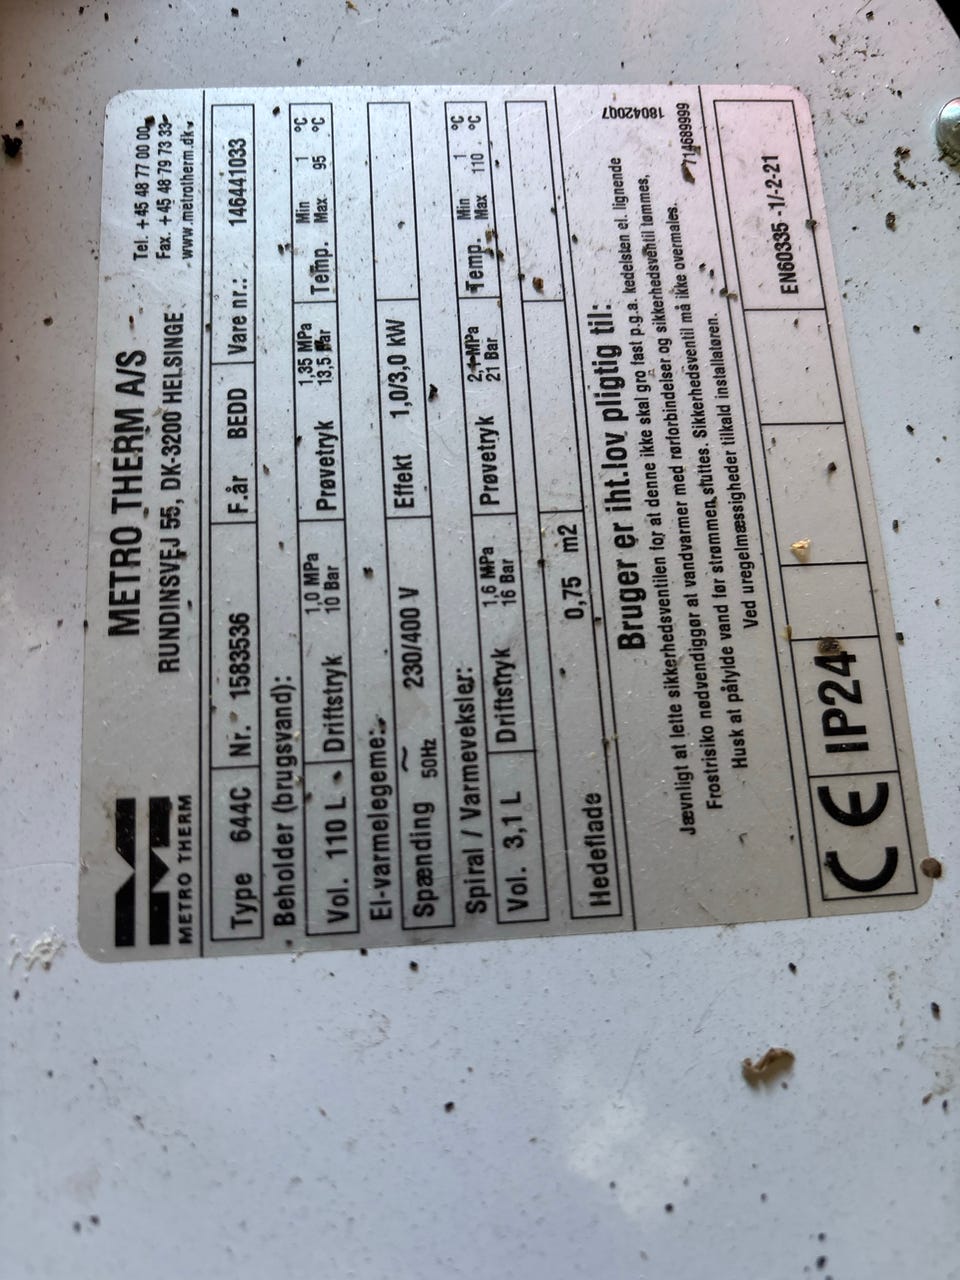 METRO THERM
METRO THERM A/S
RUNDINSVEJ 55, DK-3200 HELSINGE
Tel. +45 48 77 00 00
Fax. +45 48 79 73 33
www.metrotherm.dk
Type 644C Nr. 1583536 F.år BEDD Vare nr.: 146441033
Beholder (brugsvand):
Vol. 110 L Driftstryk 1,0 MPa 10 Bar Prøvetryk 1,35 MPa 13,5 Bar Temp. Min 1 °C Max 95 °C
El-varmelegeme:
Spænding ~ 50Hz 230/400 V Effekt 1,0/3,0 kW
Spiral / Varmeveksler:
Vol. 3,1 L Driftstryk 1,6 MPa 16 Bar Prøvetryk 2,1 MPa 21 Bar Temp. Min 1 °C Max 110 °C
Hedeflade 0,75 m2
18042007
Bruger er iht.lov pligtig til:
Jævnligt at lette sikkerhedsventilen for at denne ikke skal gro fast p.g.a. kedelsten el. lignende
Frostrisiko nødvendiggør at vandvarmer med rørforbindelser og sikkerhedsventil tømmes,
Husk at påfylde vand før strømmen sluttes. Sikkerhedsventil må ikke overmales.
Ved uregelmæssigheder tilkald installatøren.
714689999
CE IP24 EN60335 -1/-2-21